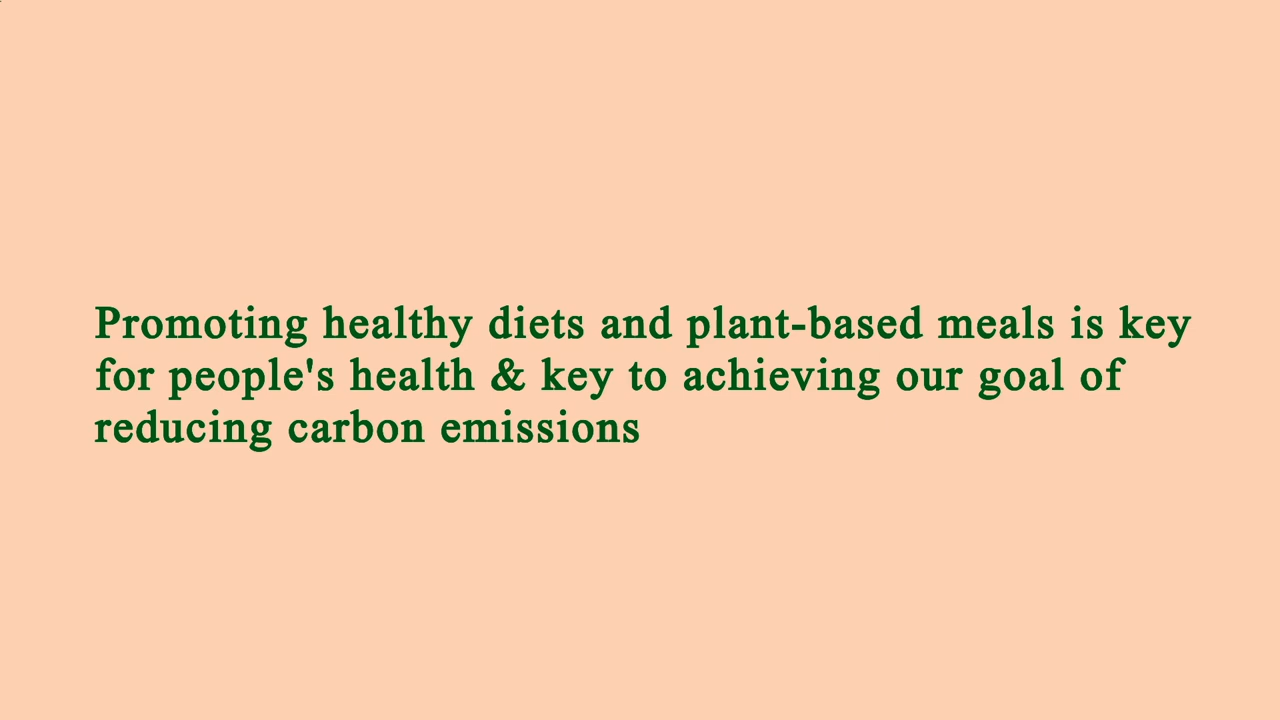 Promoting healthy diets and plant-based meals is key
for people's health & key to achieving our goal of
reducing carbon emissions